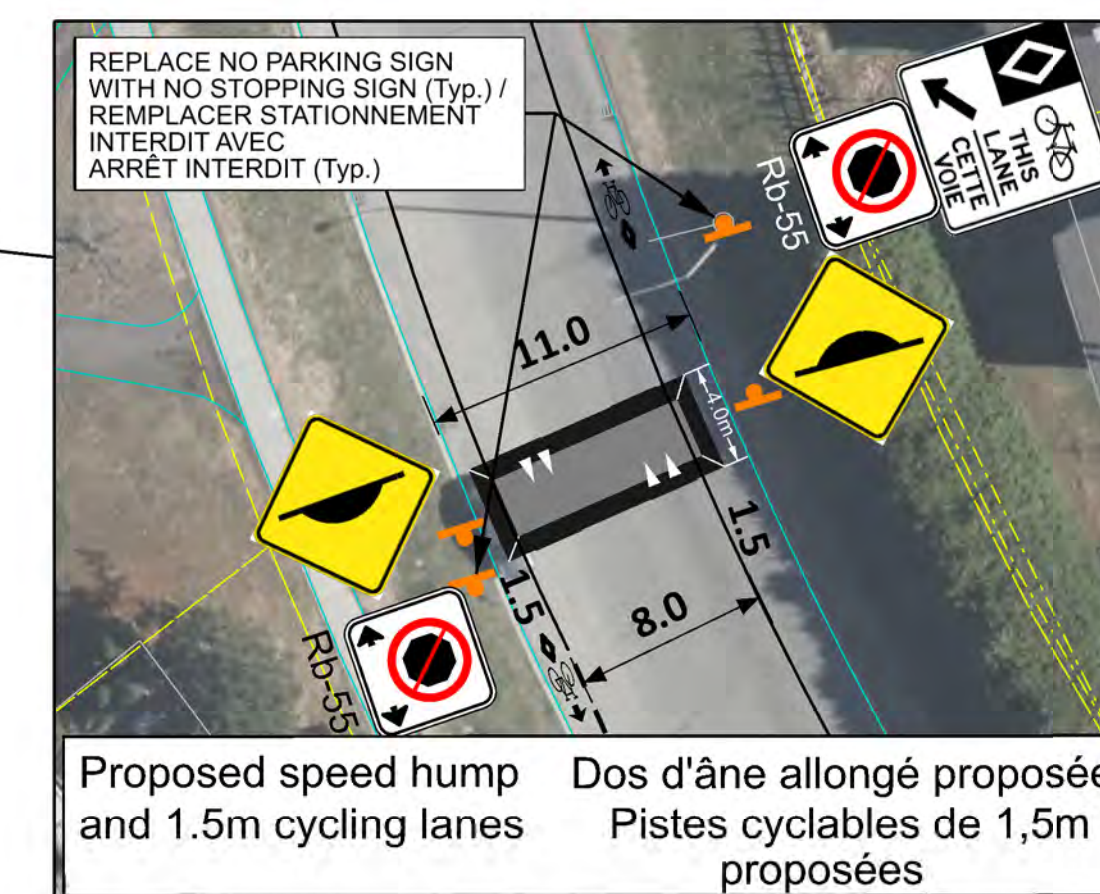 REPLACE NO PARKING SIGN
WITH NO STOPPING SIGN (Typ.) /
REMPLACER STATIONNEMENT
INTERDIT AVEC
ARRÊT INTERDIT (Typ.)
THIS
LANE
CETTE
VOIE
Rb-55
11.0
4.0m
1.5
1.5
8.0
Rb-55
Proposed speed hump
and 1.5m cycling lanes
Dos d'âne allongé proposée
Pistes cyclables de 1,5m
proposées